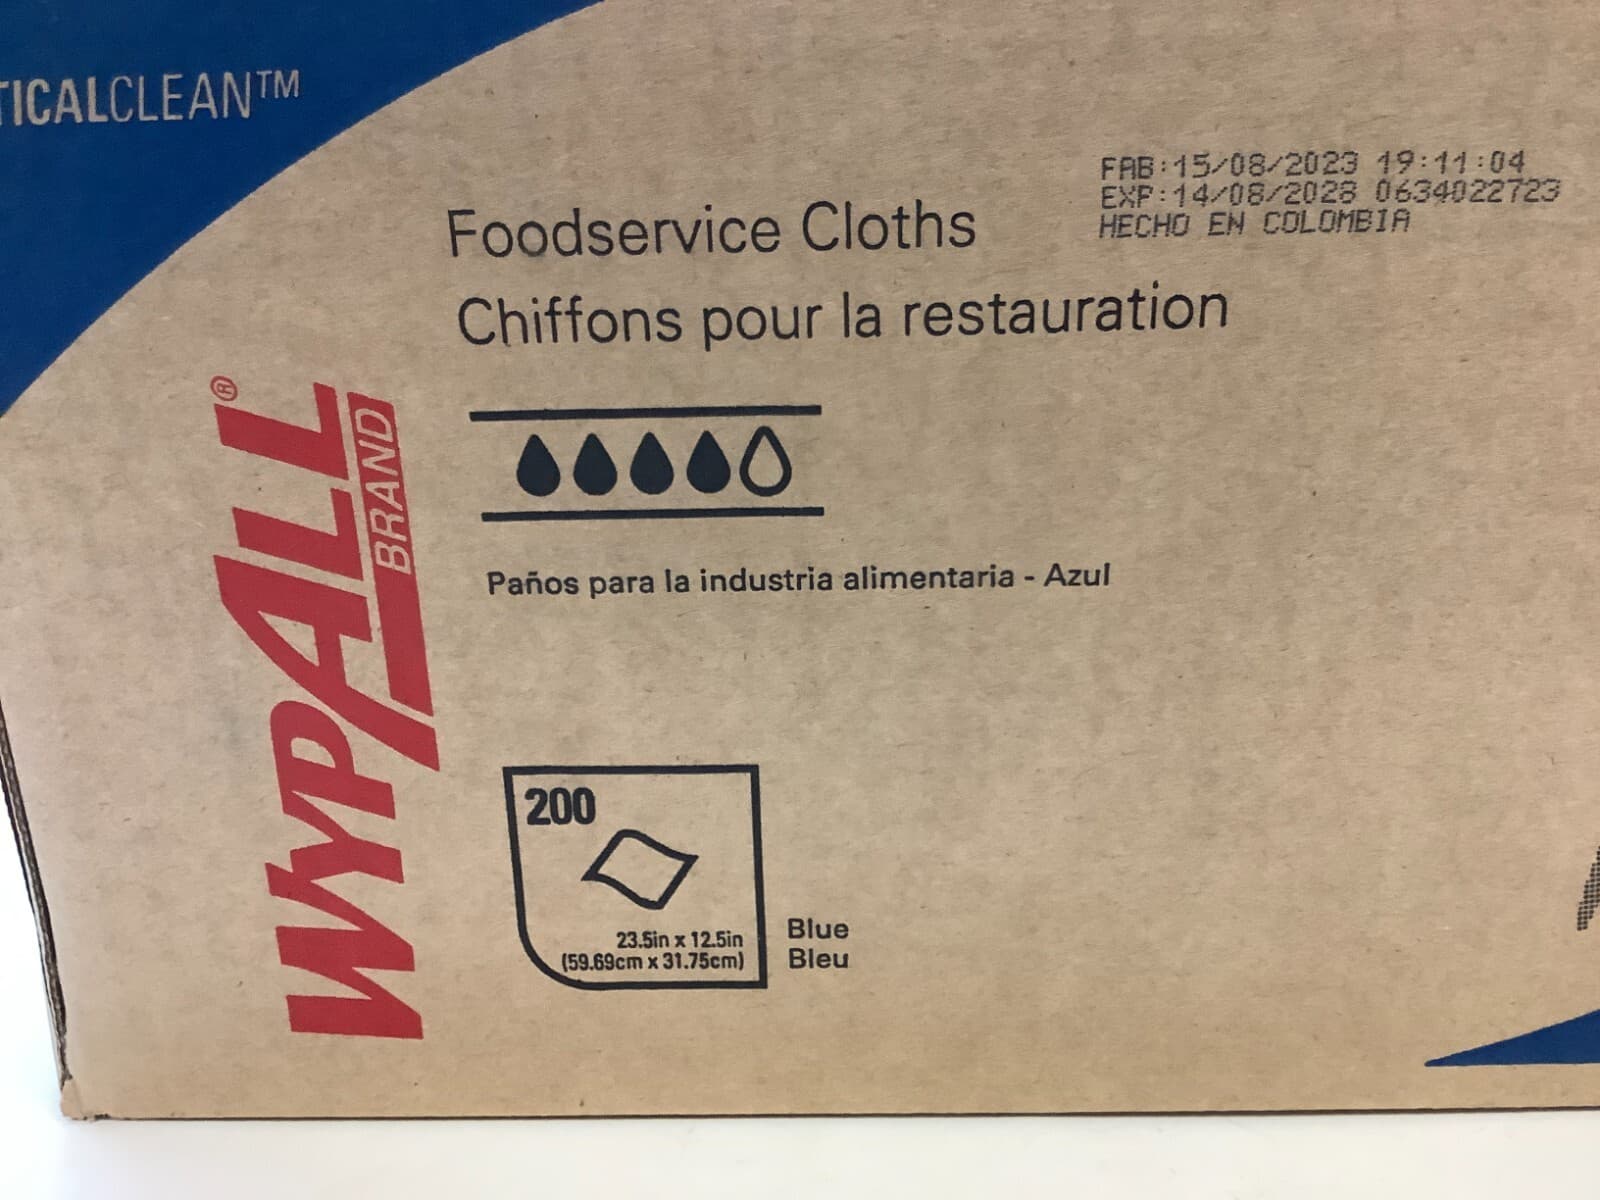 TICALCLEAN™
FAB:15/08/2023 19:11:04
EXP:14/08/2028 0634022723
HECHO EN COLOMBIA
Foodservice Cloths
Chiffons pour la restauration
WYPALL®
BRAND
Paños para la industria alimentaria - Azul
200
23.5in x 12.5in
(59.69cm x 31.75cm)
Blue
Bleu